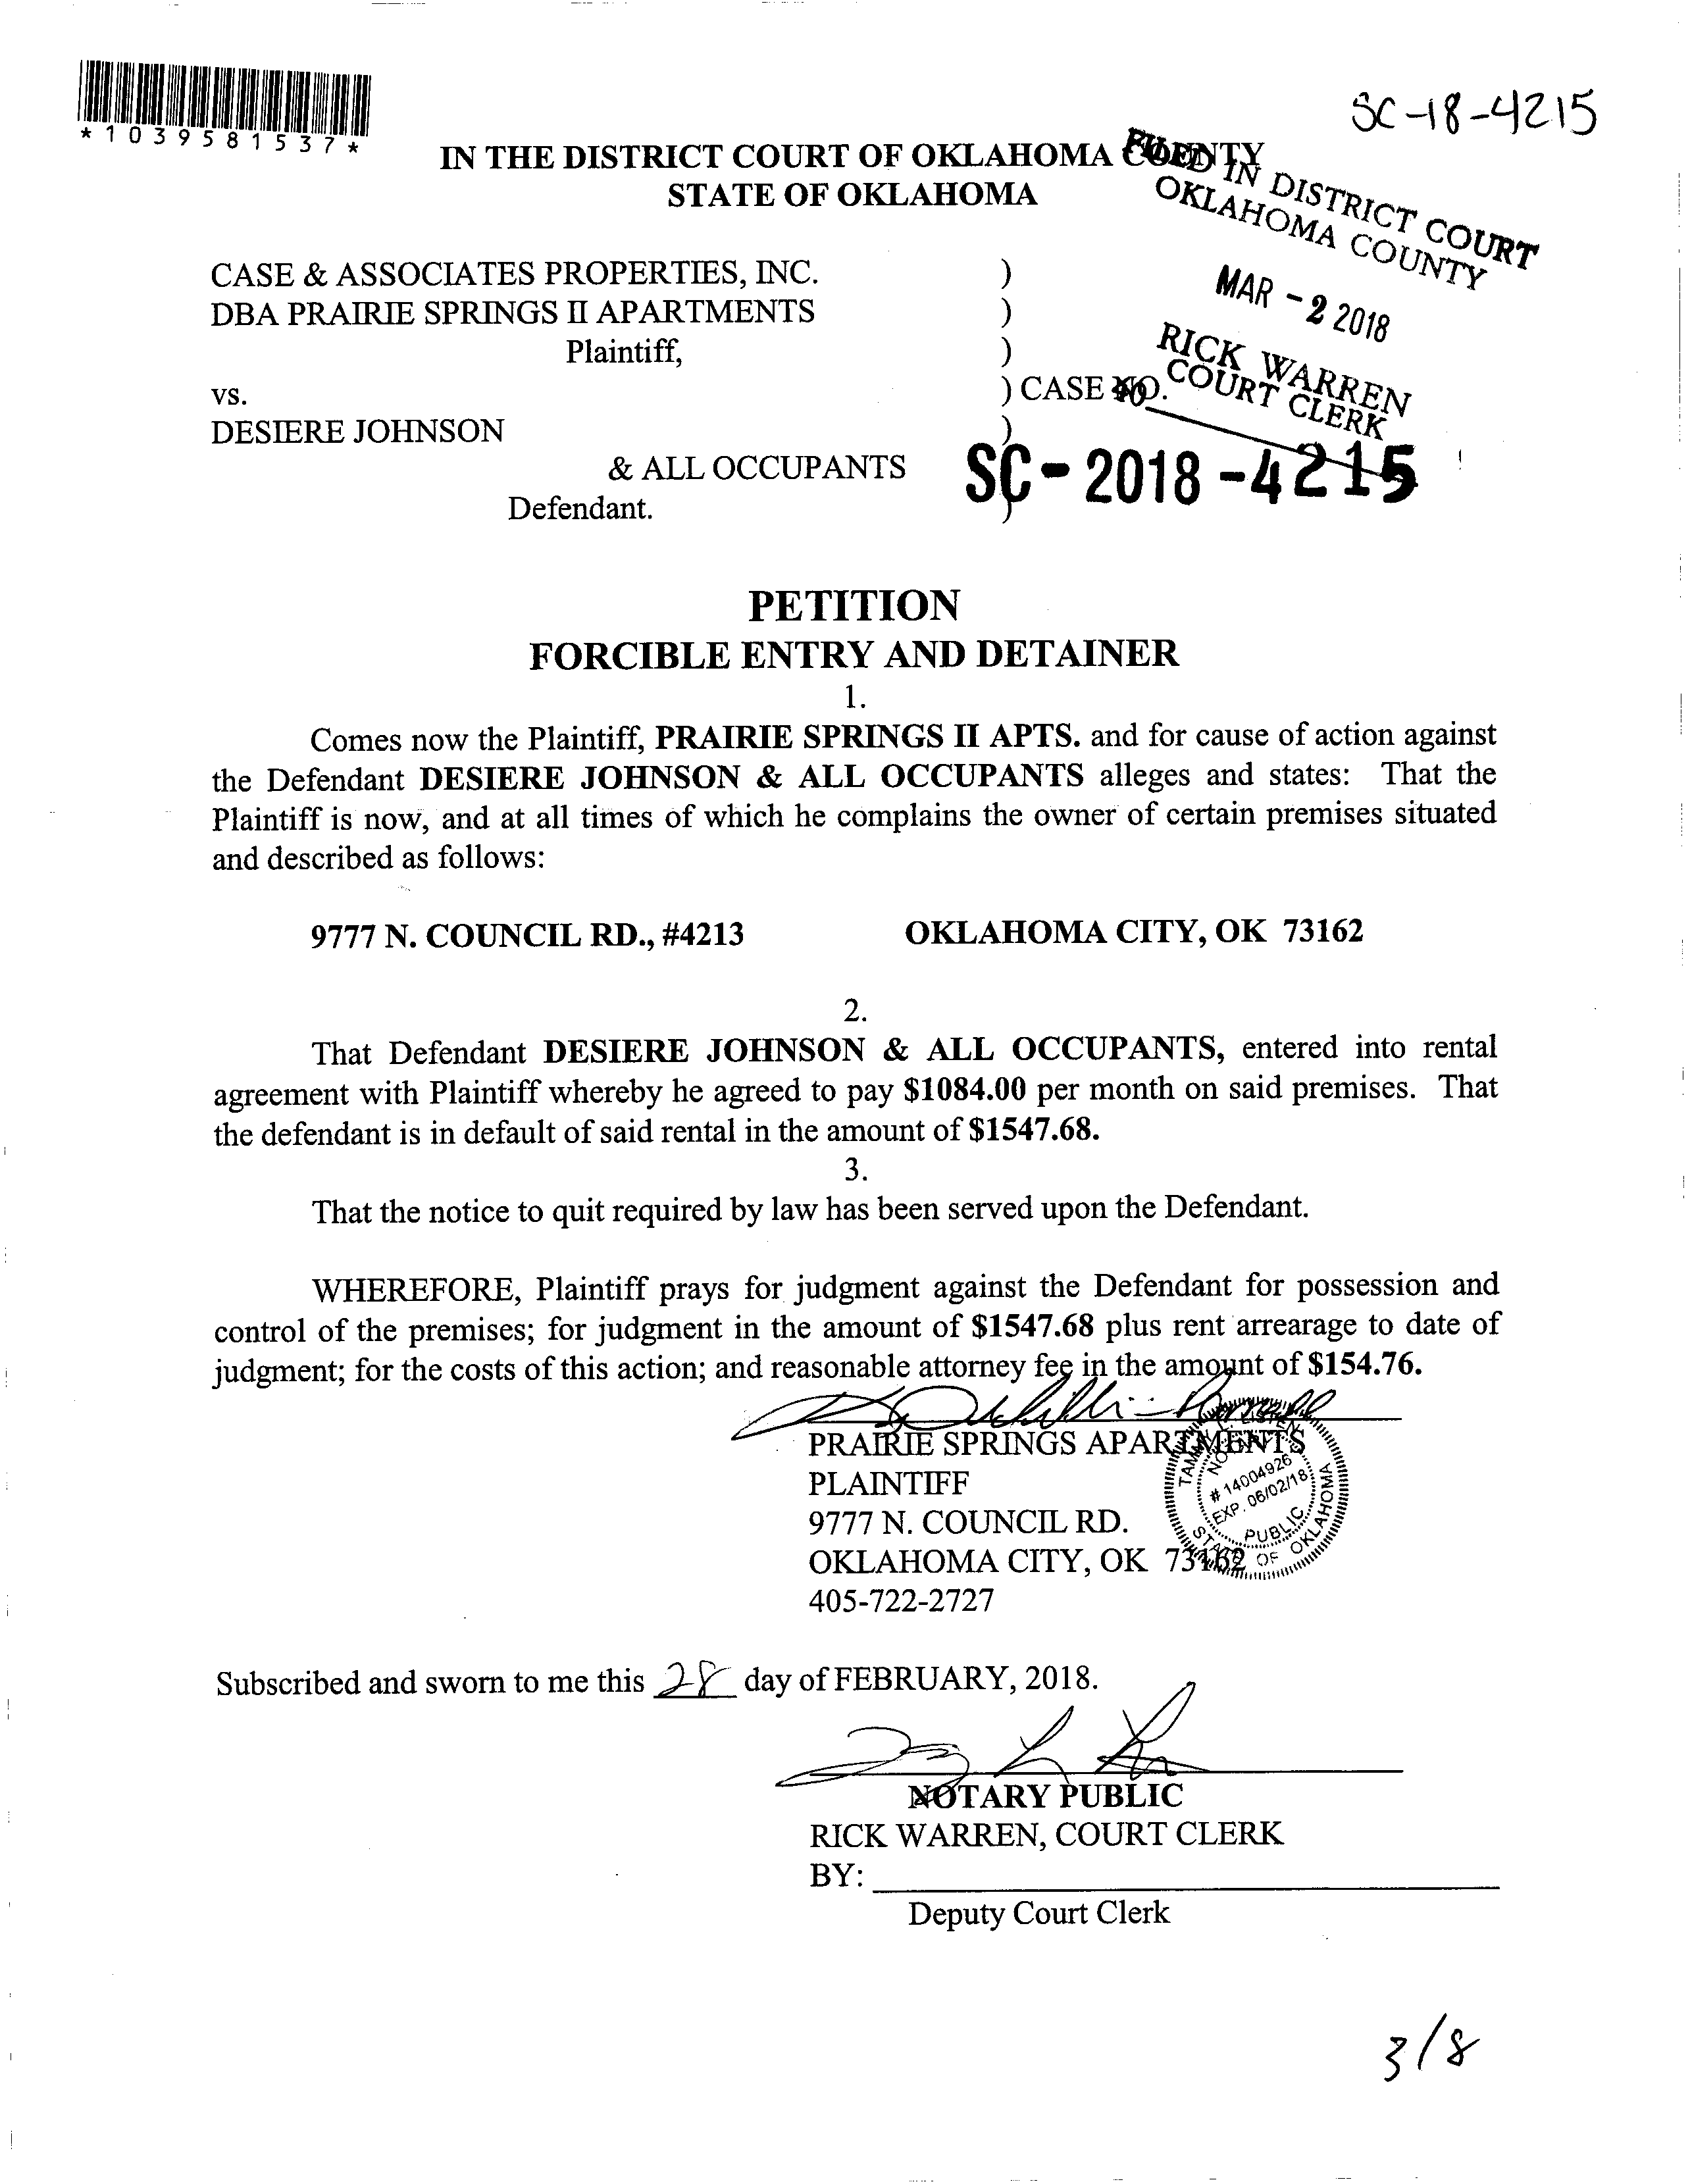 SC-18-4215
*1039581537*
IN THE DISTRICT COURT OF OKLAHOMA COUNTY
STATE OF OKLAHOMA
FILED IN DISTRICT COURT
OKLAHOMA COUNTY
MAR - 2 2018
RICK WARREN
COURT CLERK
CASE & ASSOCIATES PROPERTIES, INC. )
DBA PRAIRIE SPRINGS II APARTMENTS )
Plaintiff, )
vs. ) CASE NO.
DESIERE JOHNSON )
& ALL OCCUPANTS
SC - 2018 - 4215
Defendant. )
PETITION
FORCIBLE ENTRY AND DETAINER
1.
Comes now the Plaintiff, PRAIRIE SPRINGS II APTS. and for cause of action against
the Defendant DESIERE JOHNSON & ALL OCCUPANTS alleges and states: That the
Plaintiff is now, and at all times of which he complains the owner of certain premises situated
and described as follows:
9777 N. COUNCIL RD., #4213 OKLAHOMA CITY, OK 73162
2.
That Defendant DESIERE JOHNSON & ALL OCCUPANTS, entered into rental
agreement with Plaintiff whereby he agreed to pay $1084.00 per month on said premises. That
the defendant is in default of said rental in the amount of $1547.68.
3.
That the notice to quit required by law has been served upon the Defendant.
WHEREFORE, Plaintiff prays for judgment against the Defendant for possession and
control of the premises; for judgment in the amount of $1547.68 plus rent arrearage to date of
judgment; for the costs of this action; and reasonable attorney fee in the amount of $154.76.
PRAIRIE SPRINGS APARTMENTS
PLAINTIFF
9777 N. COUNCIL RD.
OKLAHOMA CITY, OK 73162
405-722-2727
# 14004926
EXP. 06/02/18
PUBLIC
STATE OF OKLAHOMA
Subscribed and sworn to me this 28 day of FEBRUARY, 2018.
NOTARY PUBLIC
RICK WARREN, COURT CLERK
BY:
Deputy Court Clerk
3/8